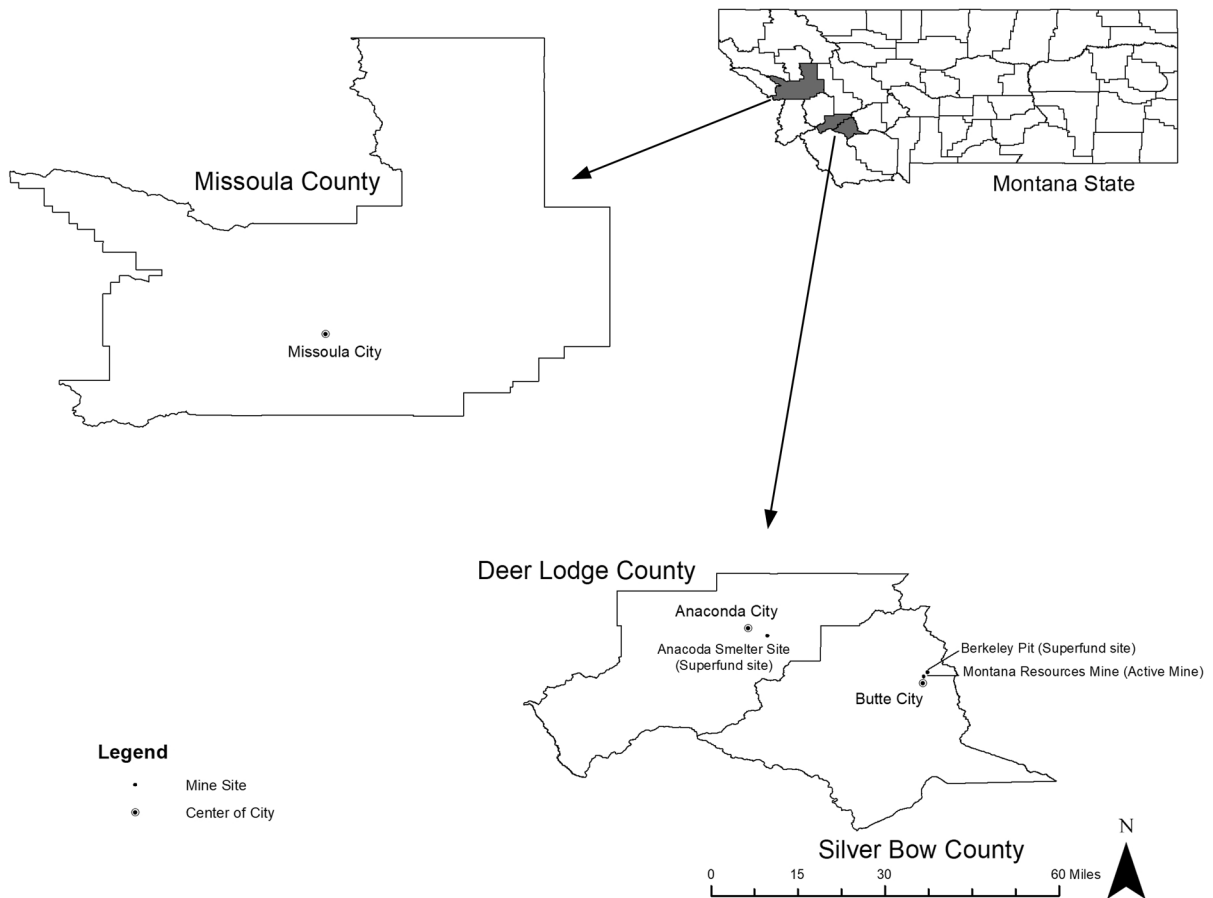 Missoula County
Montana State
Missoula City
Deer Lodge County
Anaconda City
Anacoda Smelter Site
(Superfund site)
Berkeley Pit (Superfund site)
Montana Resources Mine (Active Mine)
Butte City
Legend
Mine Site
Center of City
Silver Bow County
N
0 15 30 60 Miles